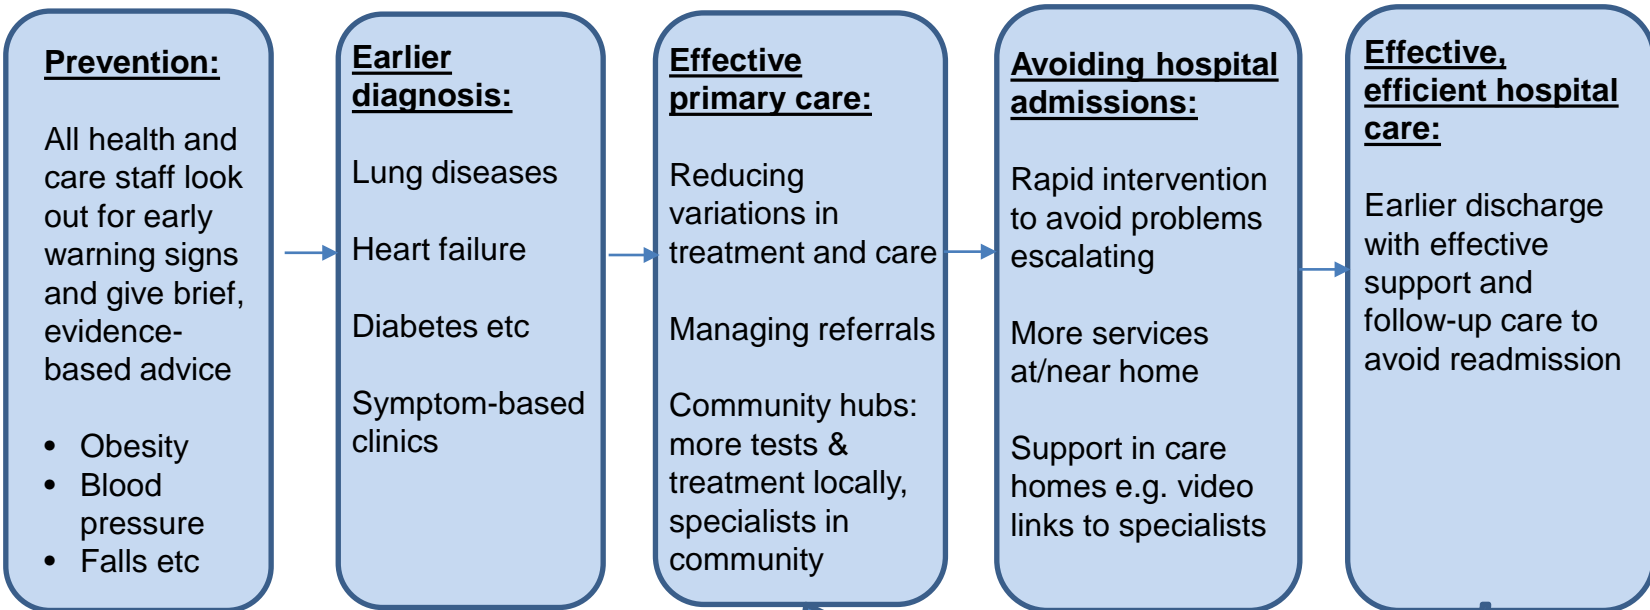 Prevention:
All health and
care staff look
out for early
warning signs
and give brief,
evidence-
based advice
• Obesity
• Blood
pressure
• Falls etc
Earlier
diagnosis:
Lung diseases
Heart failure
Diabetes etc
Symptom-based
clinics
Effective
primary care:
Reducing
variations in
treatment and care
Managing referrals
Community hubs:
more tests &
treatment locally,
specialists in
community
Avoiding hospital
admissions:
Rapid intervention
to avoid problems
escalating
More services
at/near home
Support in care
homes e.g. video
links to specialists
Effective,
efficient hospital
care:
Earlier discharge
with effective
support and
follow-up care to
avoid readmission